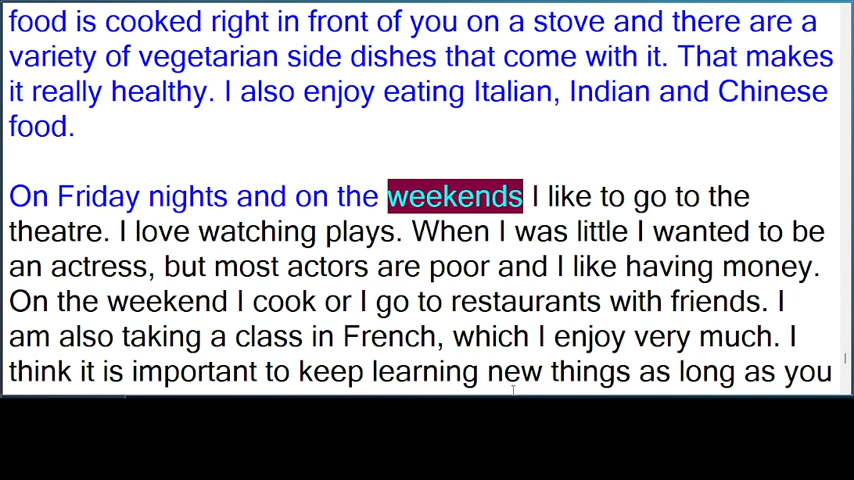 food is cooked right in front of you on a stove and there are a
variety of vegetarian side dishes that come with it. That makes
it really healthy. I also enjoy eating Italian, Indian and Chinese
food.
On Friday nights and on the weekends I like to go to the
theatre. I love watching plays. When I was little I wanted to be
an actress, but most actors are poor and I like having money.
On the weekend I cook or I go to restaurants with friends. I
am also taking a class in French, which I enjoy very much. I
think it is important to keep learning new things as long as you